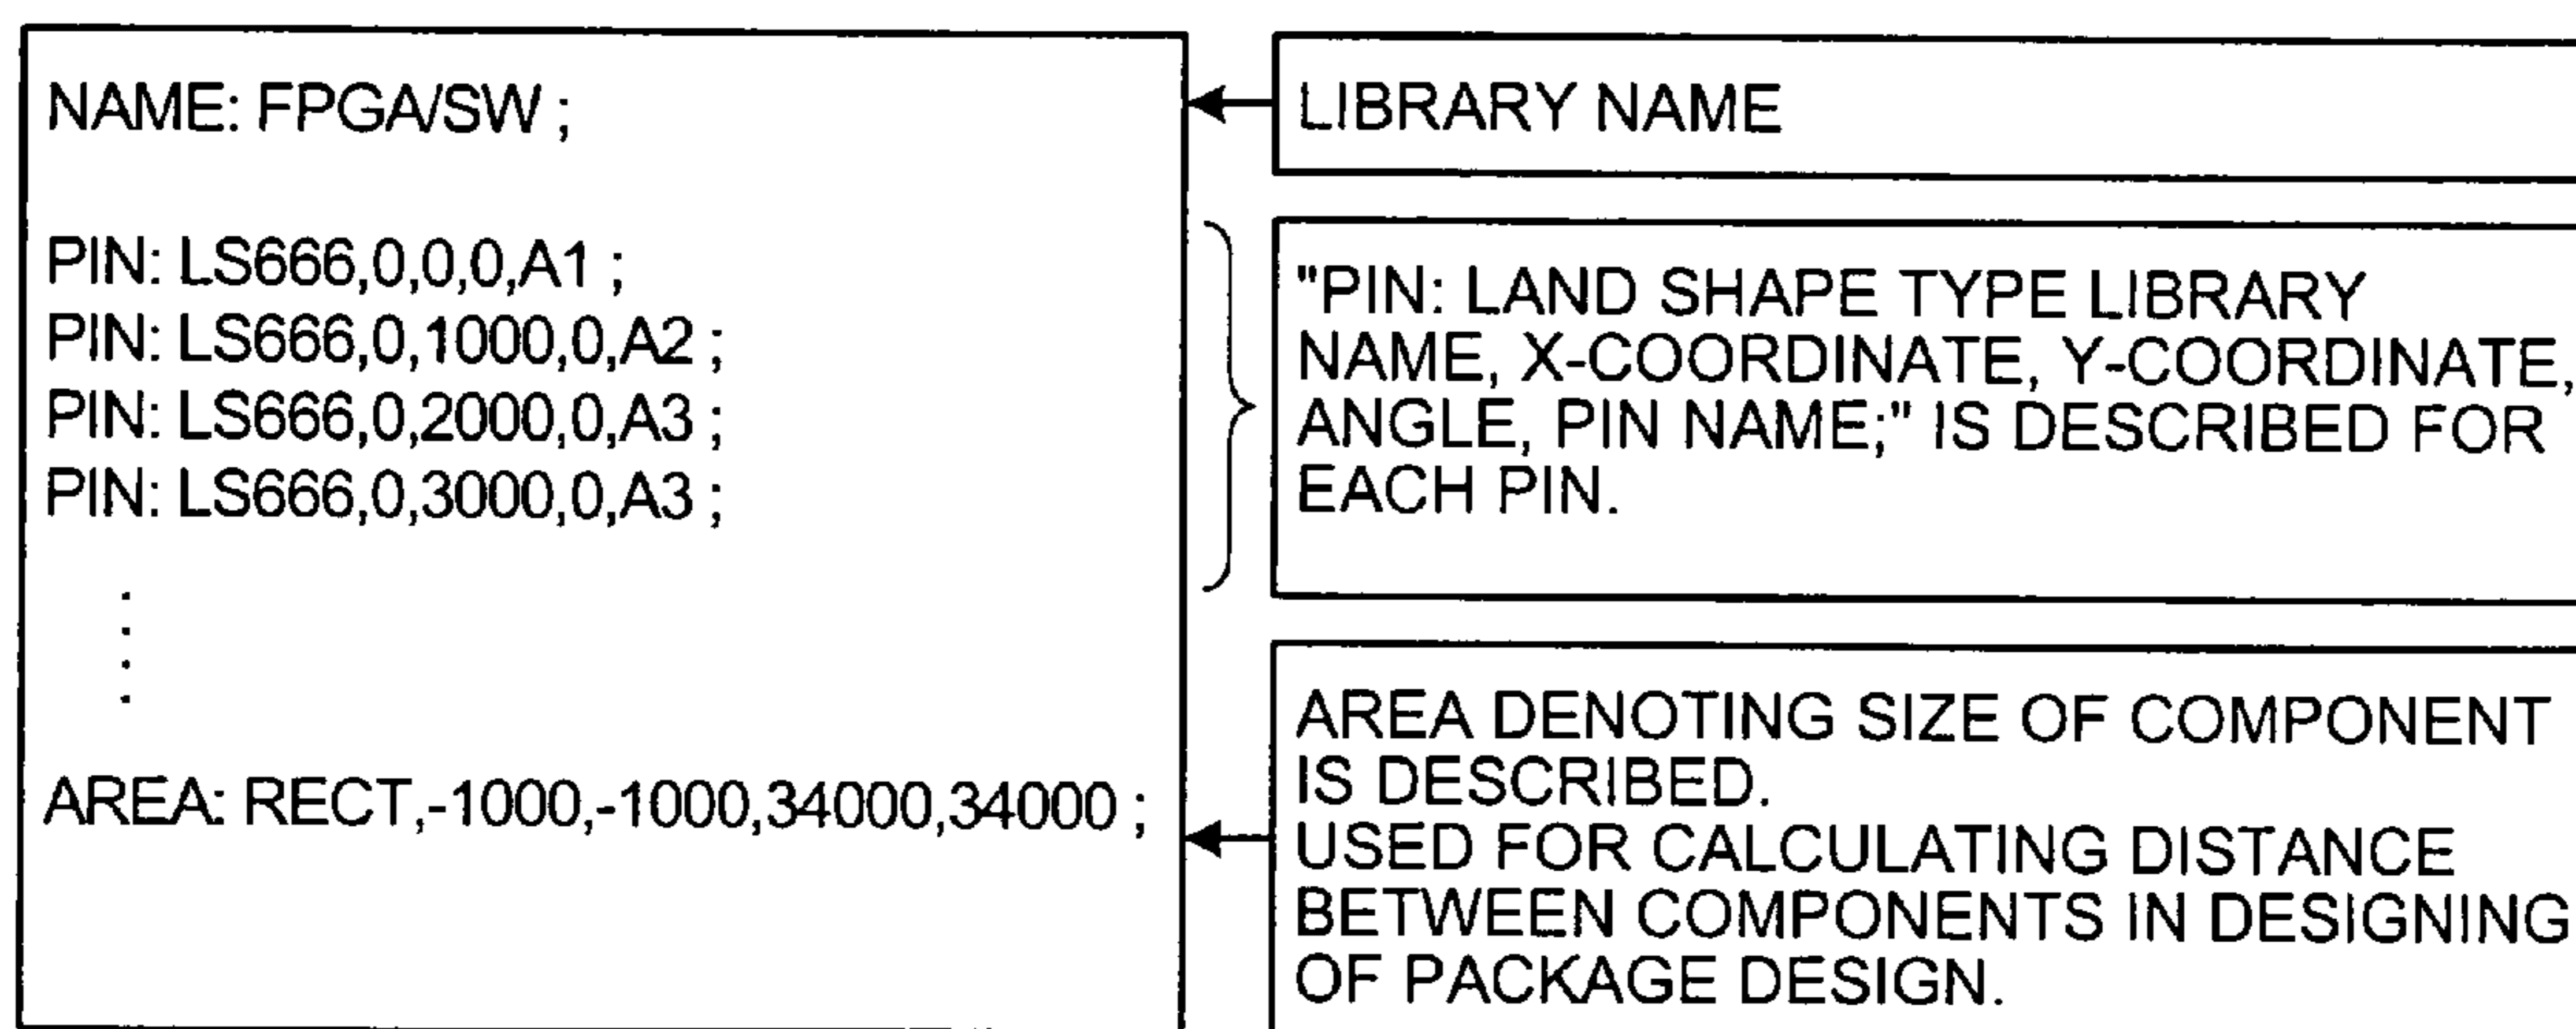 NAME: FPGA/SW ;
PIN: LS666,0,0,0,A1 ;
PIN: LS666,0,1000,0,A2 ;
PIN: LS666,0,2000,0,A3 ;
PIN: LS666,0,3000,0,A3 ;
AREA: RECT,-1000,-1000,34000,34000 ;
LIBRARY NAME
"PIN: LAND SHAPE TYPE LIBRARY
NAME, X-COORDINATE, Y-COORDINATE,
ANGLE, PIN NAME;" IS DESCRIBED FOR
EACH PIN.
AREA DENOTING SIZE OF COMPONENT
IS DESCRIBED.
USED FOR CALCULATING DISTANCE
BETWEEN COMPONENTS IN DESIGNING
OF PACKAGE DESIGN.